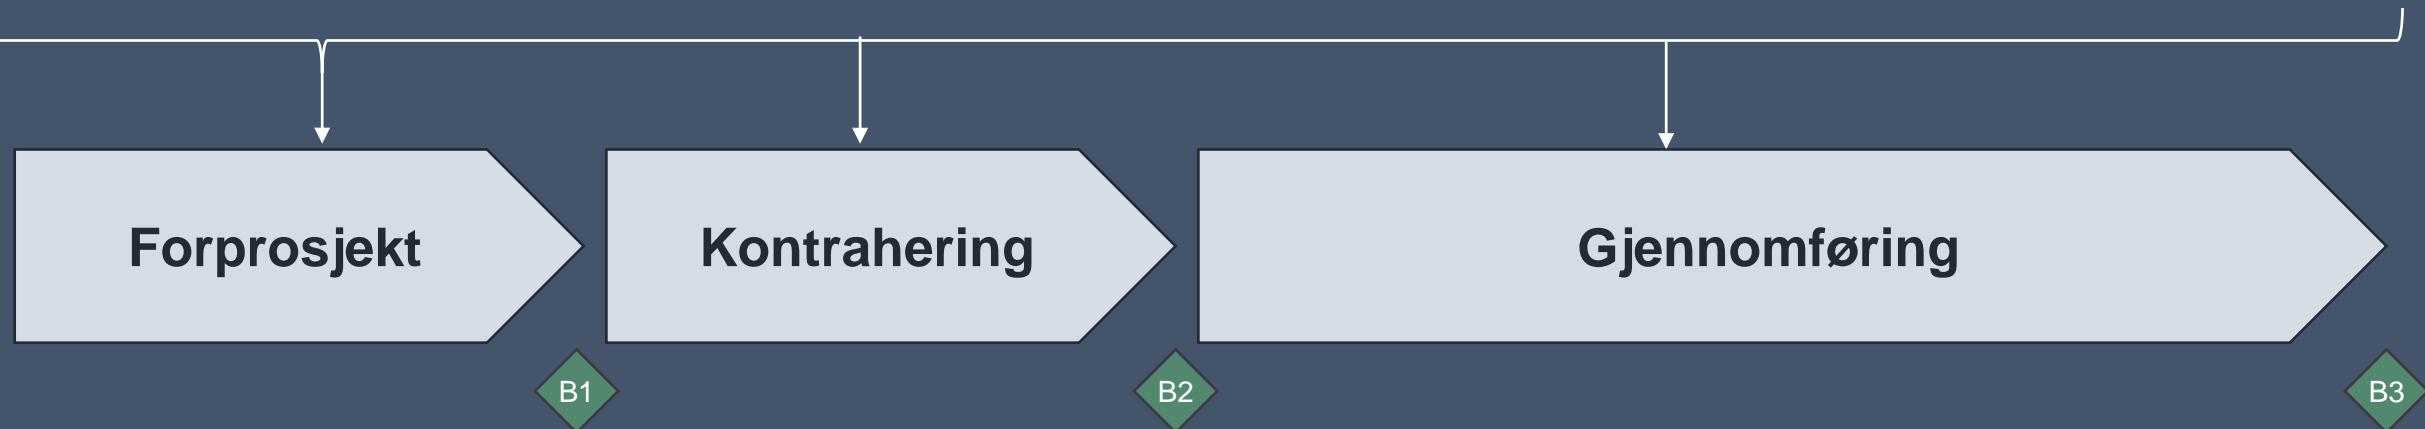 Forprosjekt
Kontrahering
Gjennomføring
B1
B2
B3